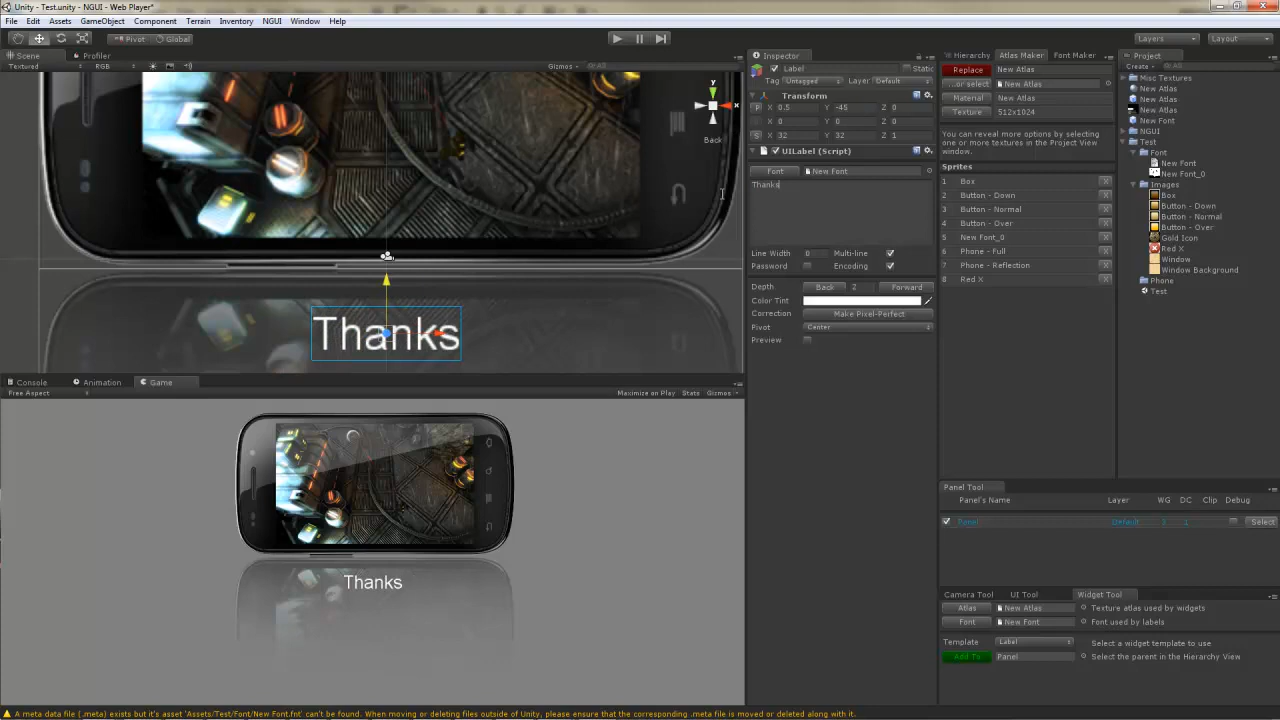 Unity - Test.unity - NGUI - Web Player*
File Edit Assets GameObject Component Terrain Inventory NGUI Window Help
Pivot Global Layers Layout
Scene Profiler
Textured RGB Gizmos All
y
x
Back
Thanks
Console Animation Game
Free Aspect Maximize on Play Stats Gizmos
Thanks
Inspector
Label Static
Tag Untagged Layer Default
Transform
P X 0.5 Y -45 Z 0
X 0 Y 0 Z 0
S X 32 Y 32 Z 1
UILabel (Script)
Font New Font
Thanks
Line Width 0 Multi-line
Password Encoding
Depth Back 2 Forward
Color Tint
Correction Make Pixel-Perfect
Pivot Center
Preview
Hierarchy Atlas Maker Font Maker
Replace New Atlas
...or select New Atlas
Material New Atlas
Texture 512x1024
You can reveal more options by selecting
one or more textures in the Project View
window.
Sprites
1 Box X
2 Button - Down X
3 Button - Normal X
4 Button - Over X
5 New Font_0 X
6 Phone - Full X
7 Phone - Reflection X
8 Red X X
Project
Create All
Misc Textures
New Atlas
New Atlas
New Atlas
New Font
NGUI
Test
Font
New Font
New Font_0
Images
Box
Button - Down
Button - Normal
Button - Over
Gold Icon
Red X
Window
Window Background
Phone
Test
Panel Tool
Panel's Name Layer WG DC Clip Debug
Panel Default 3 1 Select
Camera Tool UI Tool Widget Tool
Atlas New Atlas Texture atlas used by widgets
Font New Font Font used by labels
Template Label Select a widget template to use
Add To Panel Select the parent in the Hierarchy View
A meta data file (.meta) exists but it's asset 'Assets/Test/Font/New Font.fnt' can't be found. When moving or deleting files outside of Unity, please ensure that the corresponding .meta file is moved or deleted along with it.